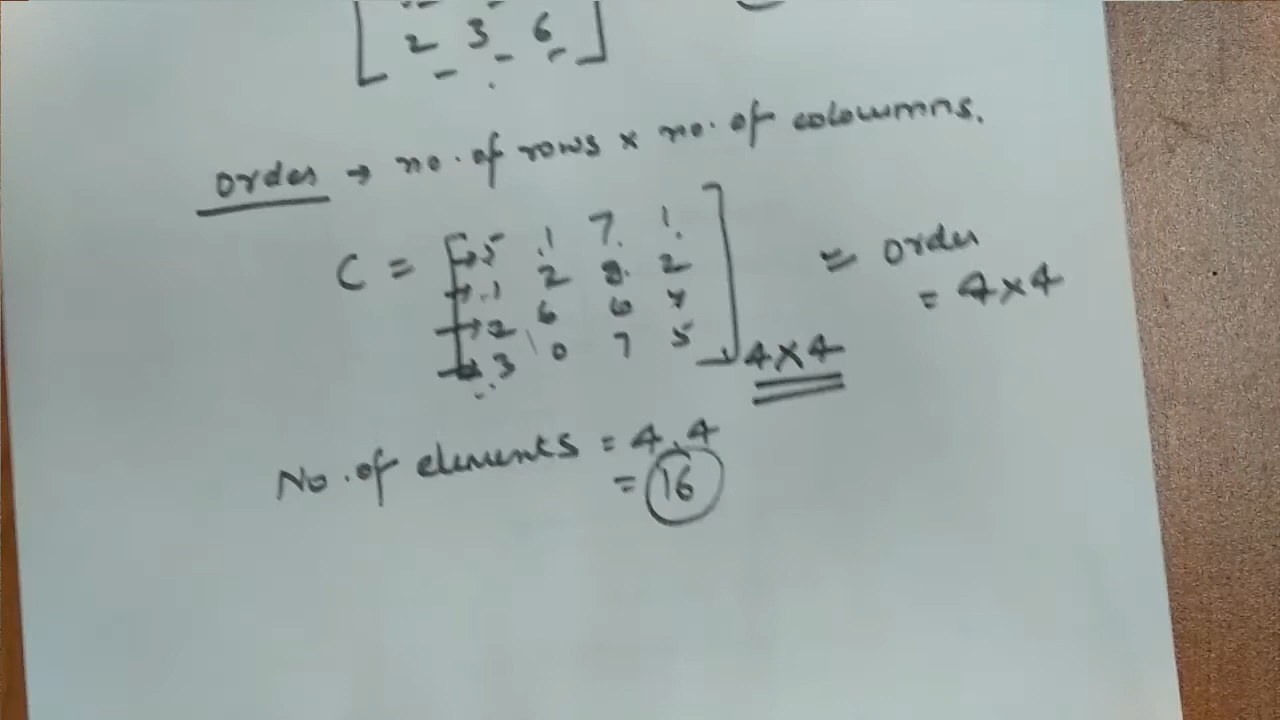 2 3 6
order → no. of rows × no. of colowmns.
C = [ 5 1 7 1
1 2 8 2
2 6 6 4
3 0 7 5 ] 4×4
= order
= 4×4
No. of elements = 4.4
= 16